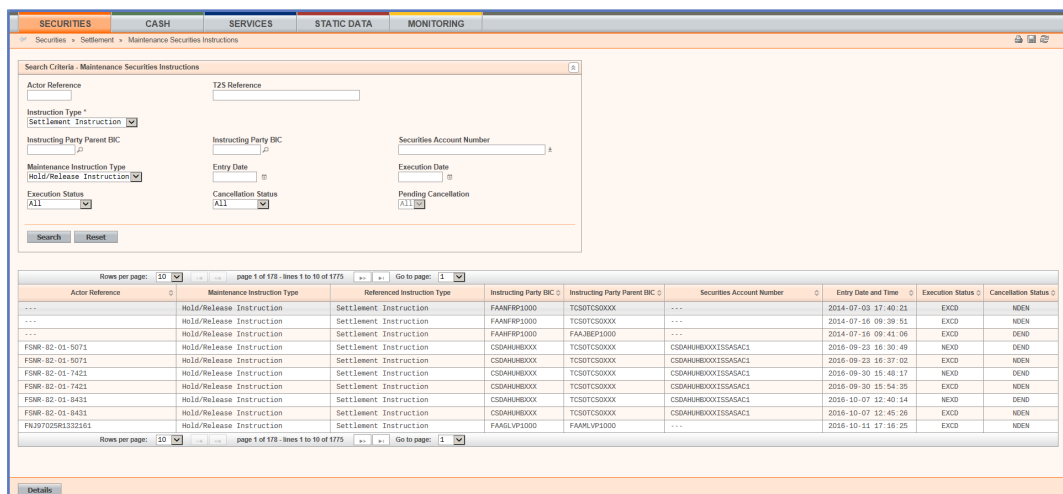 SECURITIES CASH SERVICES STATIC DATA MONITORING
Securities » Settlement » Maintenance Securities Instructions
Search Criteria - Maintenance Securities Instructions
Actor Reference T2S Reference
Instruction Type *
Settlement Instruction
Instructing Party Parent BIC Instructing Party BIC Securities Account Number
Maintenance Instruction Type Entry Date Execution Date
Hold/Release Instruction
Execution Status Cancellation Status Pending Cancellation
All All All
Search Reset
Rows per page: 10 page 1 of 178 - lines 1 to 10 of 1775 Go to page: 1
Actor Reference Maintenance Instruction Type Referenced Instruction Type Instructing Party BIC Instructing Party Parent BIC Securities Account Number Entry Date and Time Execution Status Cancellation Status
--- Hold/Release Instruction Settlement Instruction FAANFRP1000 TCSOTCSOXXX --- 2014-07-03 17:40:21 EXCD NDEN
--- Hold/Release Instruction Settlement Instruction FAANFRP1000 TCSOTCSOXXX --- 2014-07-16 09:39:51 EXCD NDEN
--- Hold/Release Instruction Settlement Instruction FAAHFRP1000 FAAJBEP1000 --- 2014-07-16 09:41:06 DEND DEND
FSNR-82-01-5071 Hold/Release Instruction Settlement Instruction CSDAHUHBXXX TCSOTCSOXXX CSDAHUHBXXXISSASAC1 2016-09-23 16:30:49 NEXD DEND
FSNR-82-01-5071 Hold/Release Instruction Settlement Instruction CSDAHUHBXXX TCSOTCSOXXX CSDAHUHBXXXISSASAC1 2016-09-23 16:37:02 EXCD NDEN
FSNR-82-01-7421 Hold/Release Instruction Settlement Instruction CSDAHUHBXXX TCSOTCSOXXX CSDAHUHBXXXISSASAC1 2016-09-30 15:48:17 NEXD DEND
FSNR-82-01-7421 Hold/Release Instruction Settlement Instruction CSDAHUHBXXX TCSOTCSOXXX CSDAHUHBXXXISSASAC1 2016-09-30 15:54:35 EXCD NDEN
FSNR-82-01-8431 Hold/Release Instruction Settlement Instruction CSDAHUHBXXX TCSOTCSOXXX CSDAHUHBXXXISSASAC1 2016-10-07 12:40:14 NEXD DEND
FSNR-82-01-8431 Hold/Release Instruction Settlement Instruction CSDAHUHBXXX TCSOTCSOXXX CSDAHUHBXXXISSASAC1 2016-10-07 12:45:26 EXCD NDEN
FNJ97025R1332161 Hold/Release Instruction Settlement Instruction FAAGLVP1000 FAAMLVP1000 --- 2016-10-11 17:16:25 EXCD NDEN
Rows per page: 10 page 1 of 178 - lines 1 to 10 of 1775 Go to page: 1
Details